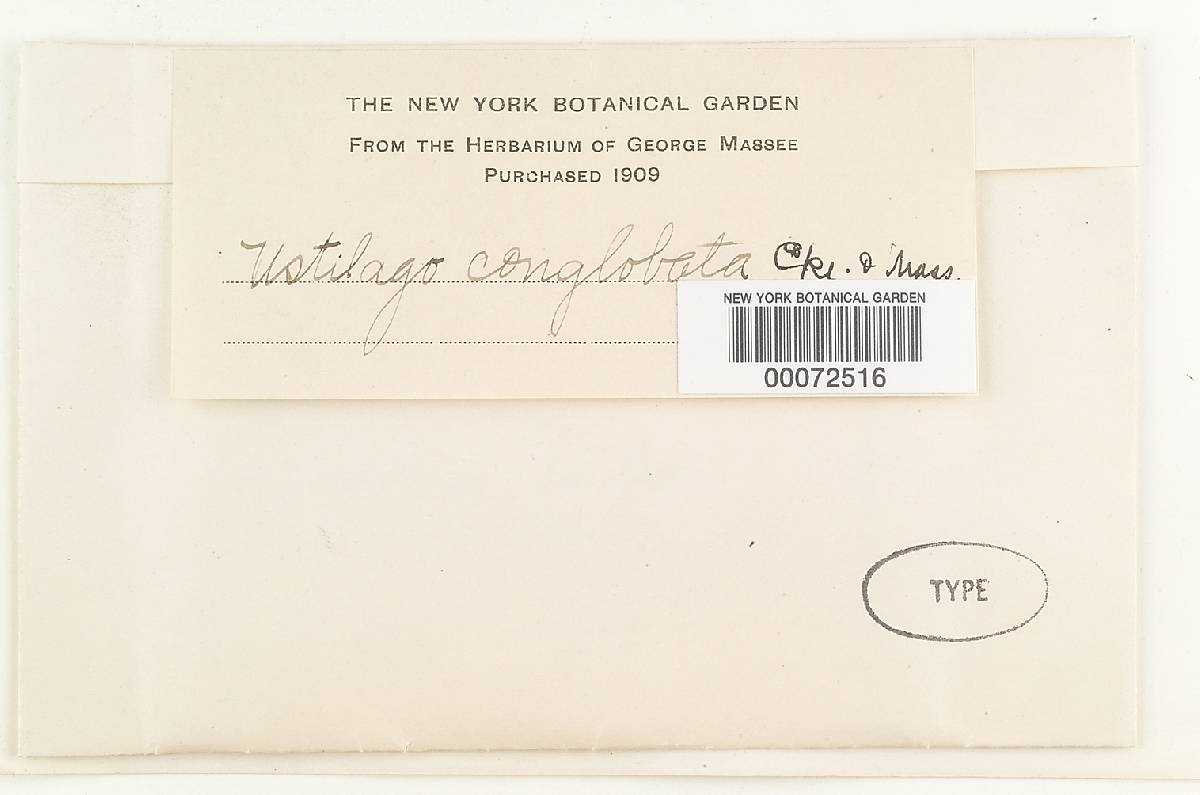 THE NEW YORK BOTANICAL GARDEN
FROM THE HERBARIUM OF GEORGE MASSEE
PURCHASED 1909
Ustilago conglobata Cke. & Mass.
NEW YORK BOTANICAL GARDEN
00072516
TYPE